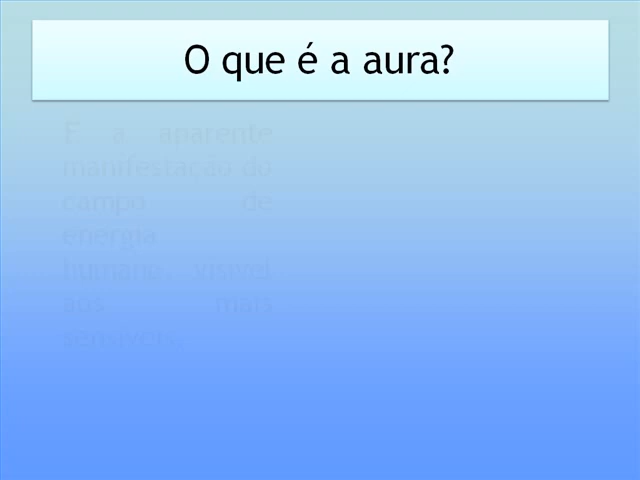 O que é a aura?
É a aparente
manifestação do
campo de
energia
humano, visível
aos mais
sensíveis.